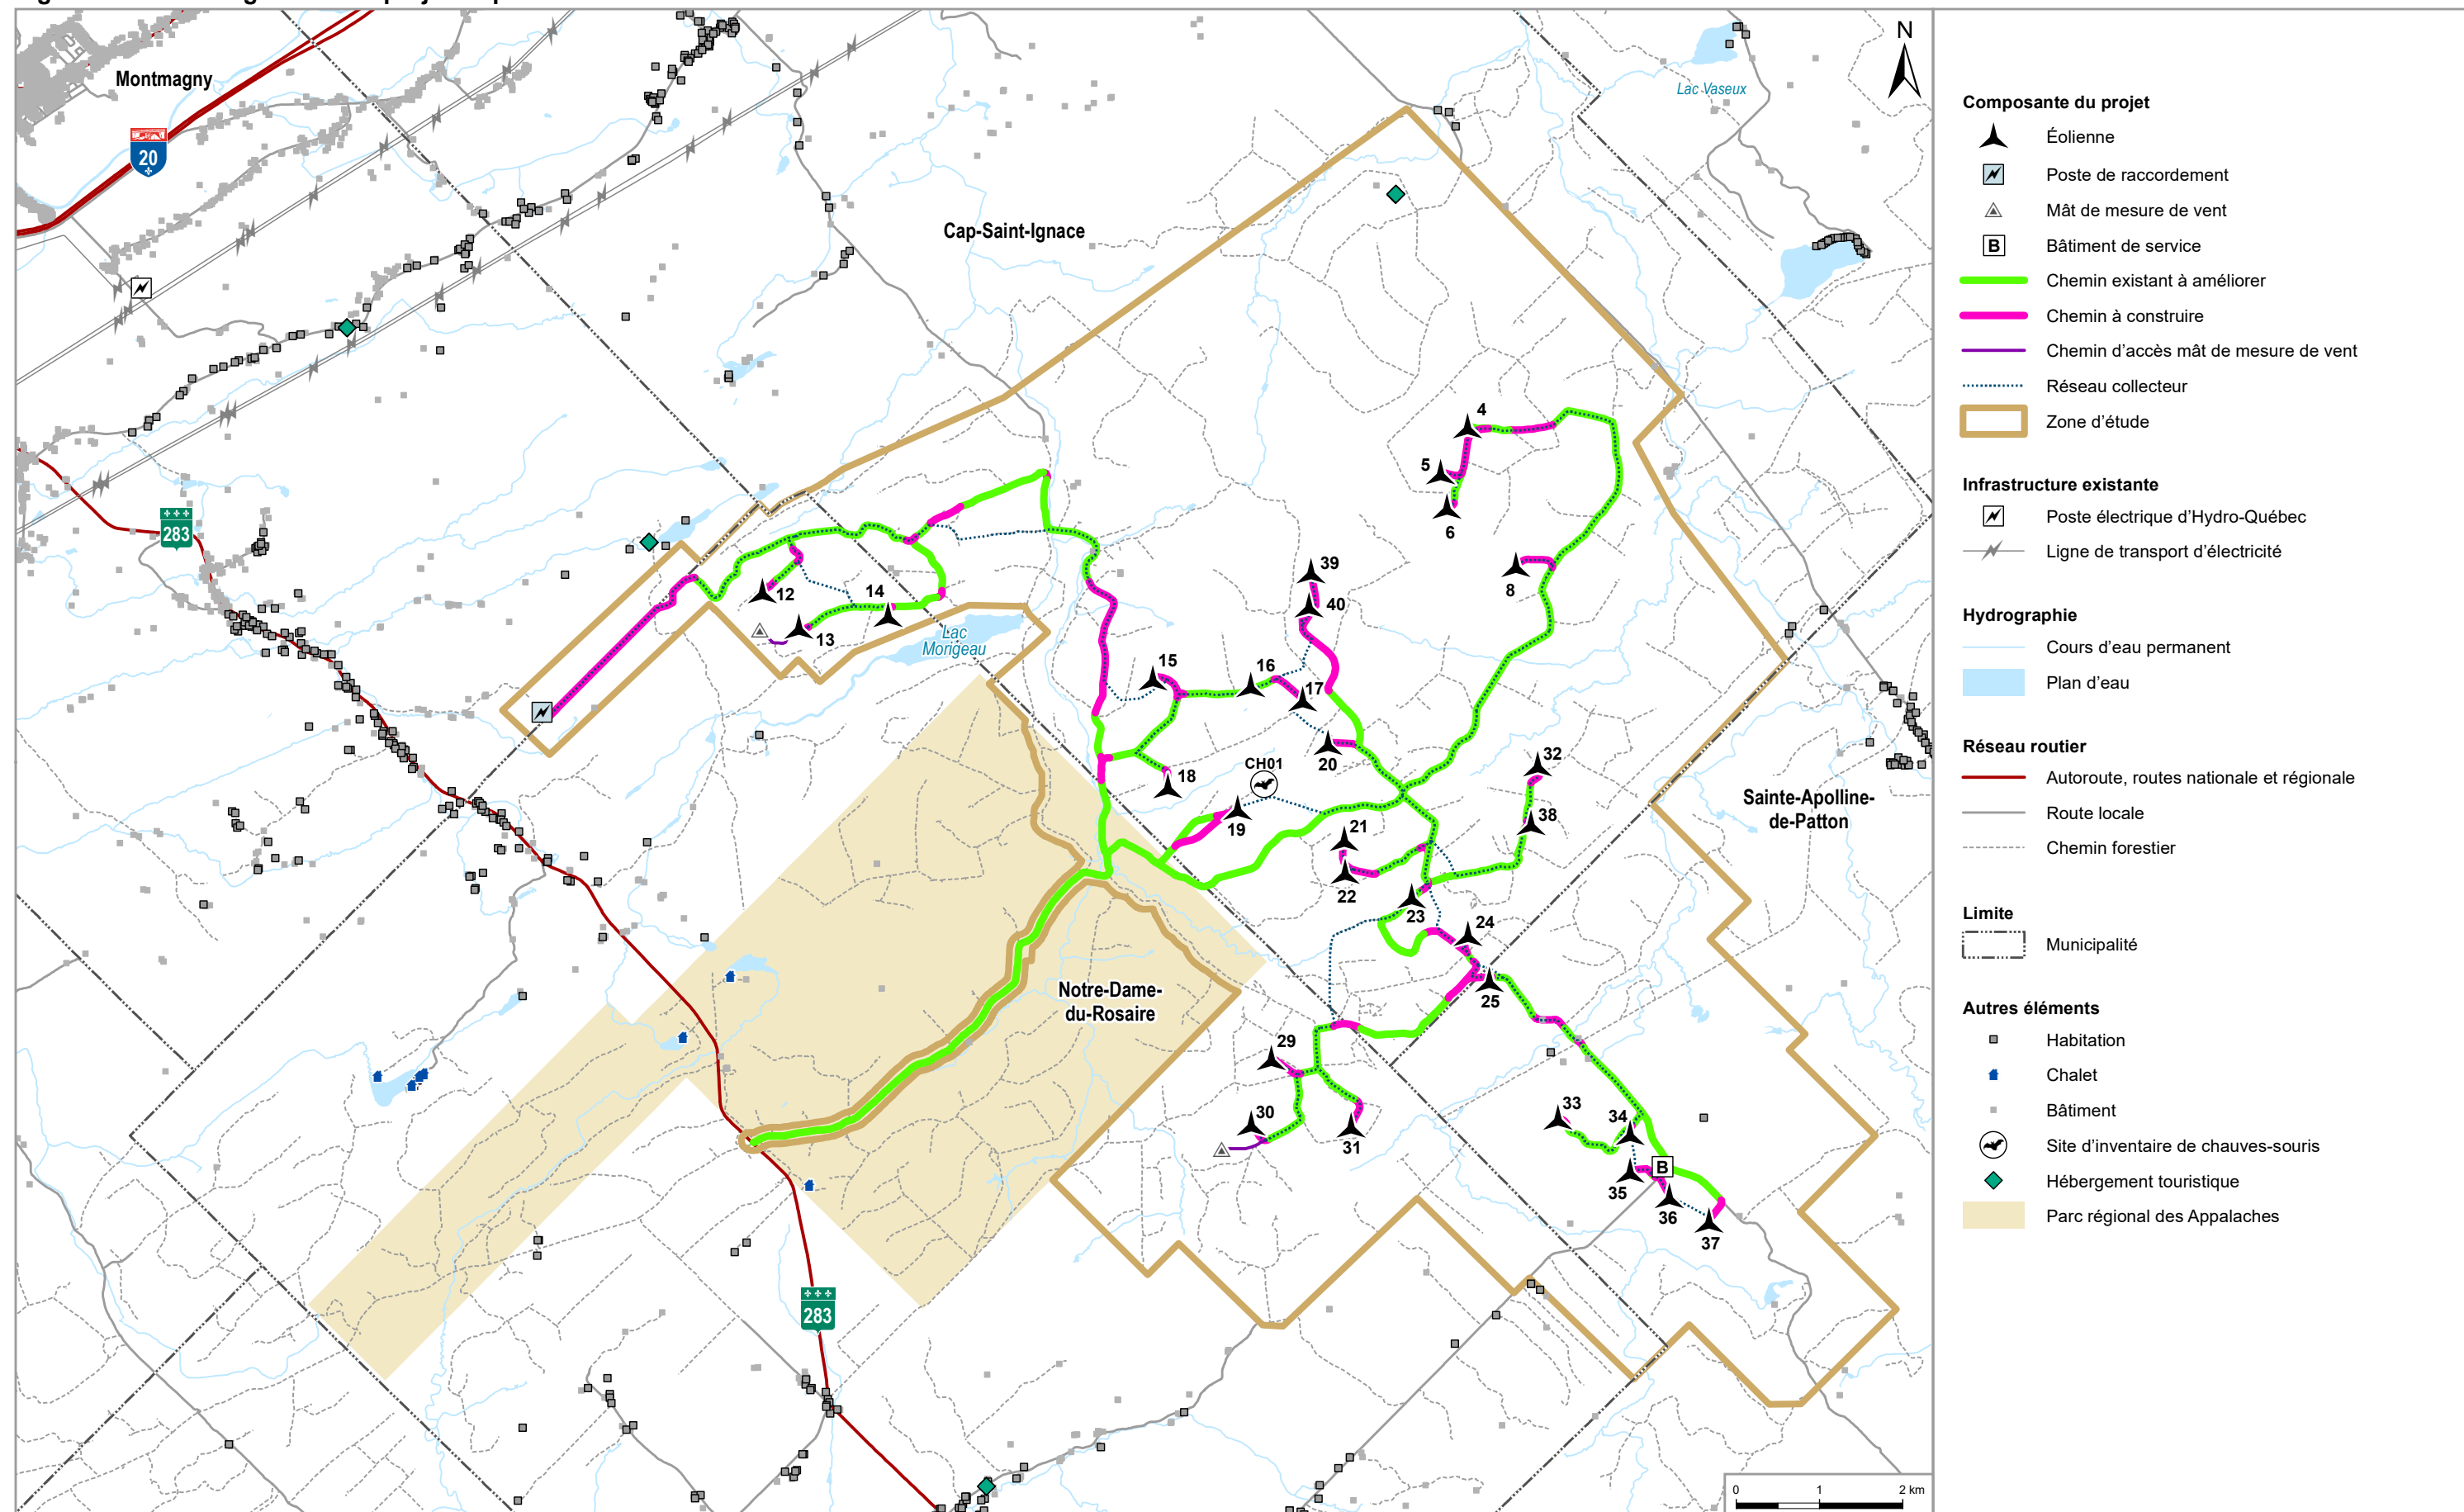 Montmagny
20
Cap-Saint-Ignace
Lac Vaseux
N
283
4
5
6
8
39
40
12
13
14
Lac
Morigeau
15
16
17
18
20
CH01
19
21
22
23
24
25
32
38
Sainte-Apolline-
de-Patton
Notre-Dame-
du-Rosaire
29
30
31
33
34
35
B
36
37
283
0 1 2 km
Composante du projet
Éolienne
Poste de raccordement
Mât de mesure de vent
B Bâtiment de service
Chemin existant à améliorer
Chemin à construire
Chemin d'accès mât de mesure de vent
Réseau collecteur
Zone d'étude
Infrastructure existante
Poste électrique d'Hydro-Québec
Ligne de transport d'électricité
Hydrographie
Cours d'eau permanent
Plan d'eau
Réseau routier
Autoroute, routes nationale et régionale
Route locale
Chemin forestier
Limite
Municipalité
Autres éléments
Habitation
Chalet
Bâtiment
Site d'inventaire de chauves-souris
Hébergement touristique
Parc régional des Appalaches